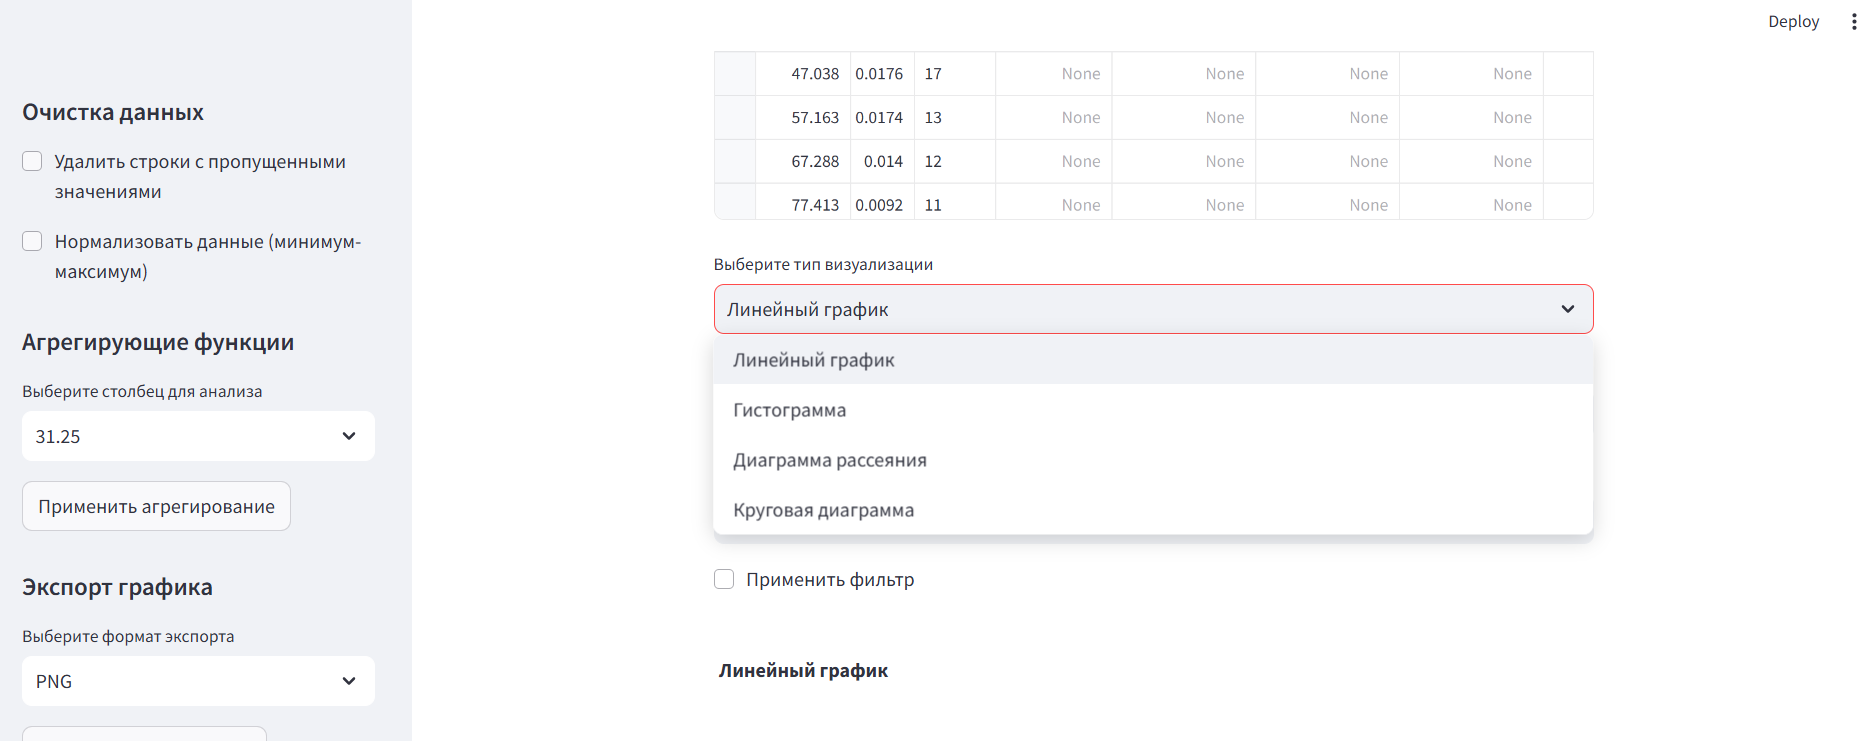 Deploy
Очистка данных
Удалить строки с пропущенными
значениями
Нормализовать данные (минимум-
максимум)
Агрегирующие функции
Выберите столбец для анализа
31.25
Применить агрегирование
Экспорт графика
Выберите формат экспорта
PNG
47.038 0.0176 17 None None None None
57.163 0.0174 13 None None None None
67.288 0.014 12 None None None None
77.413 0.0092 11 None None None None
Выберите тип визуализации
Линейный график
Линейный график
Гистограмма
Диаграмма рассеяния
Круговая диаграмма
Применить фильтр
Линейный график